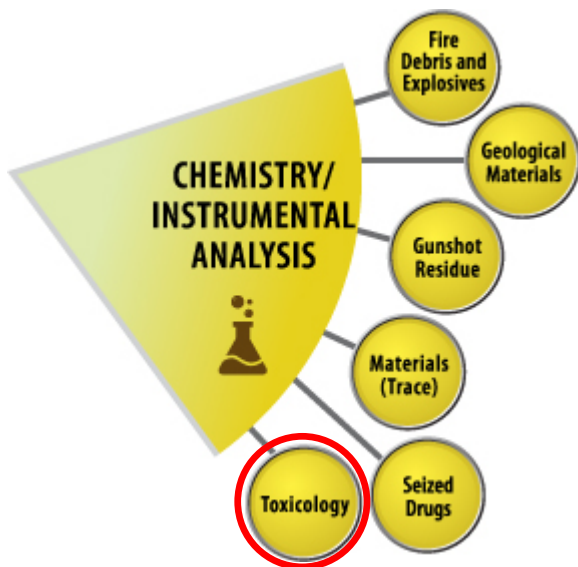 Fire
Debris and
Explosives
CHEMISTRY/
INSTRUMENTAL
ANALYSIS
Geological
Materials
Gunshot
Residue
Materials
(Trace)
Seized
Drugs
Toxicology